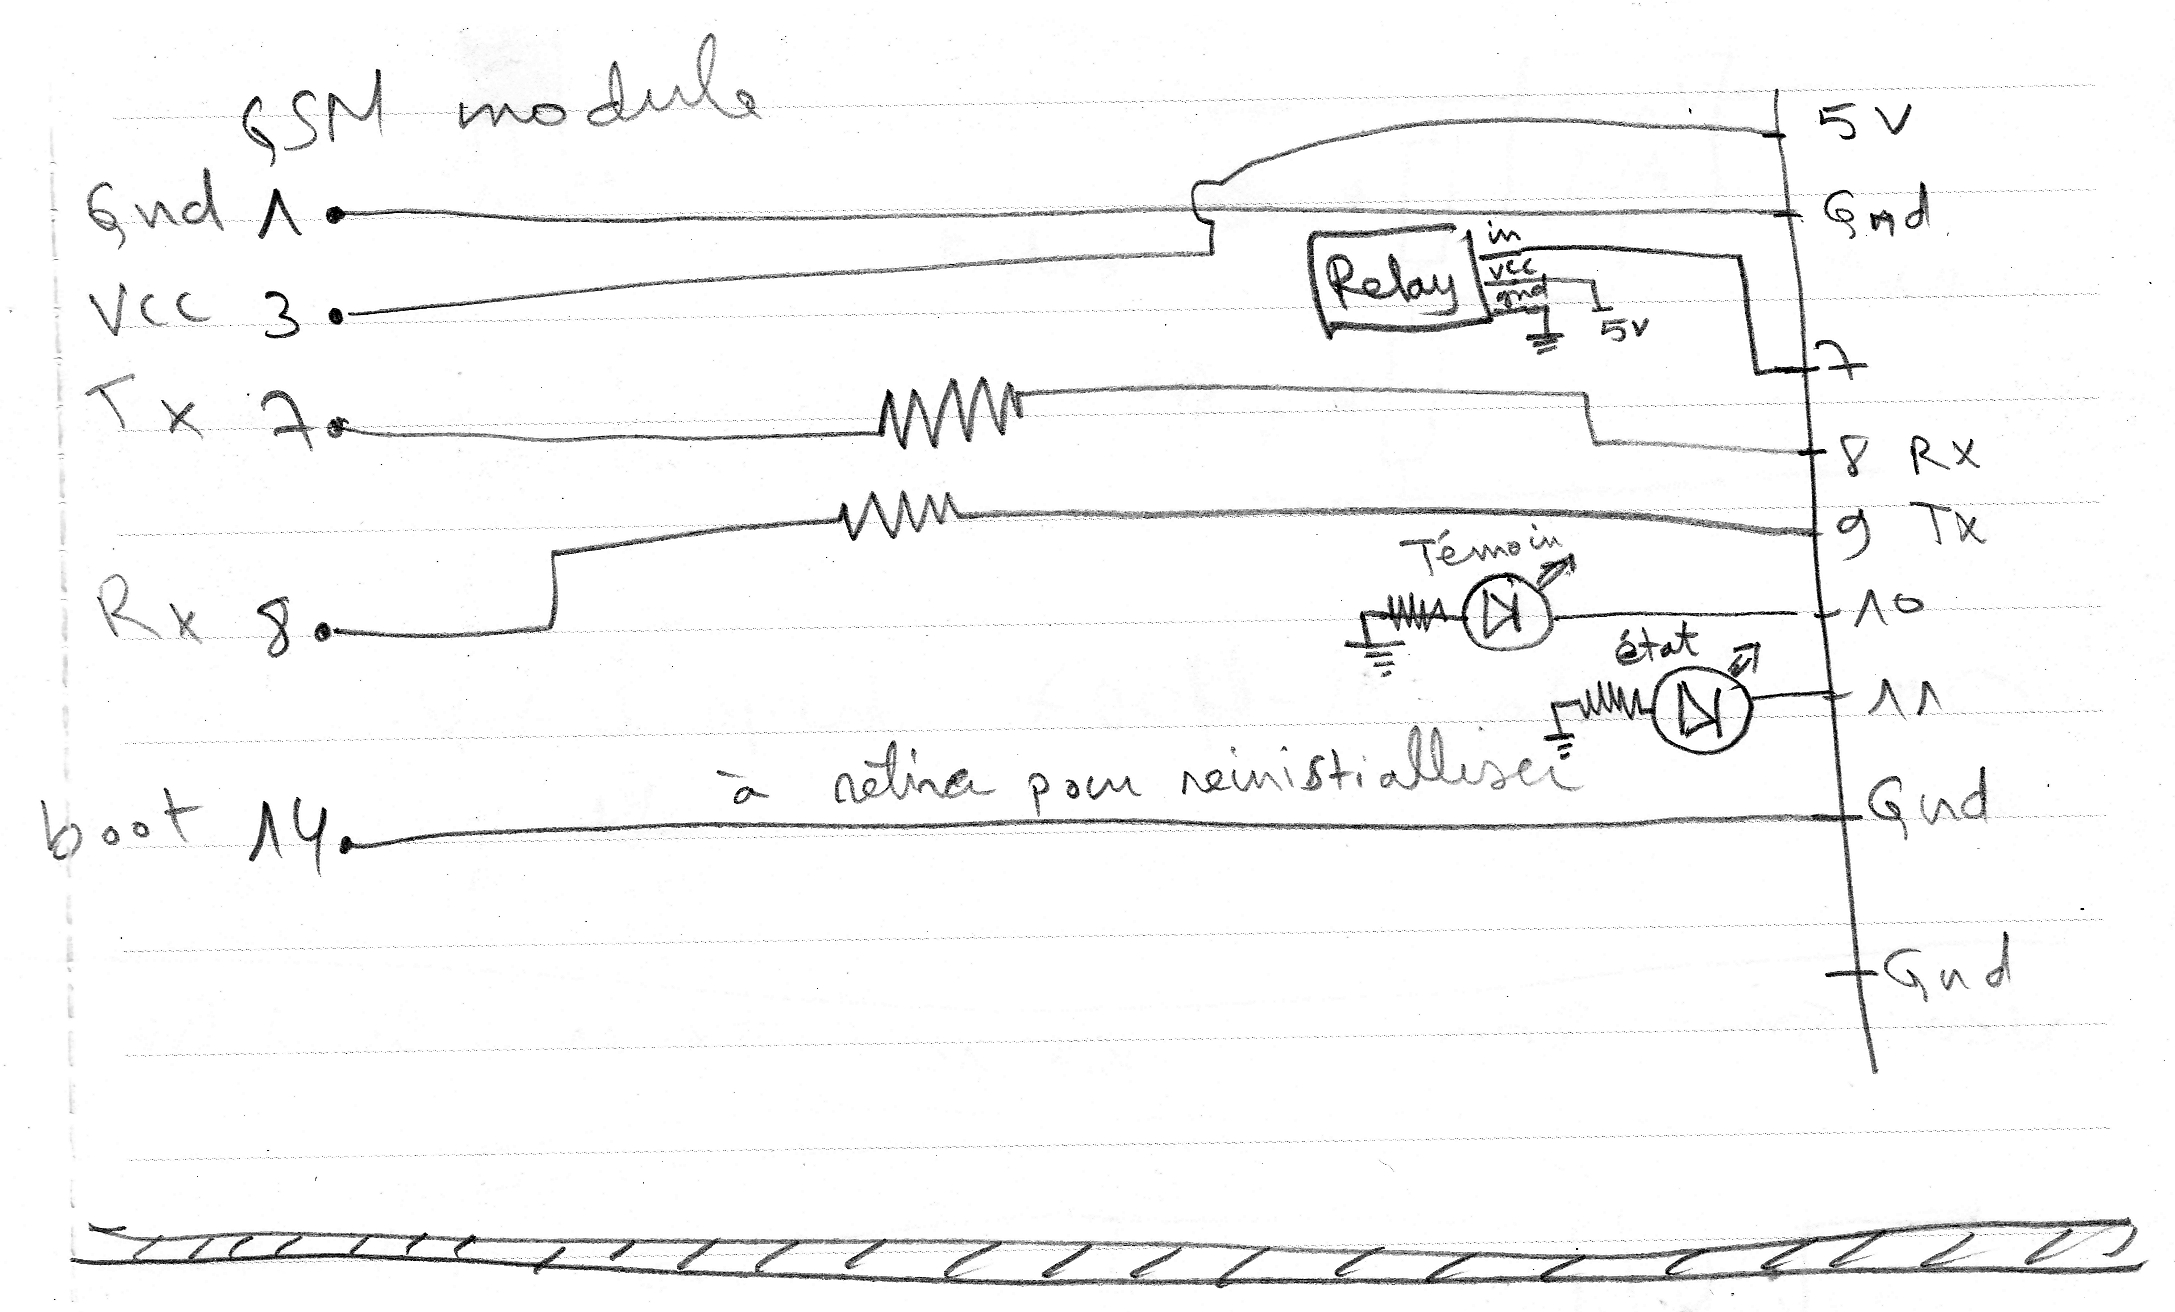 GSM module
5V
Gnd 1
Gnd
in
Relay
vcc
gnd
VCC 3
5V
7
Tx 7
8 Rx
9 Tx
Témoin
Rx 8
10
état
11
à rétirer pour reinistialliser
boot 14
Gnd
Gnd